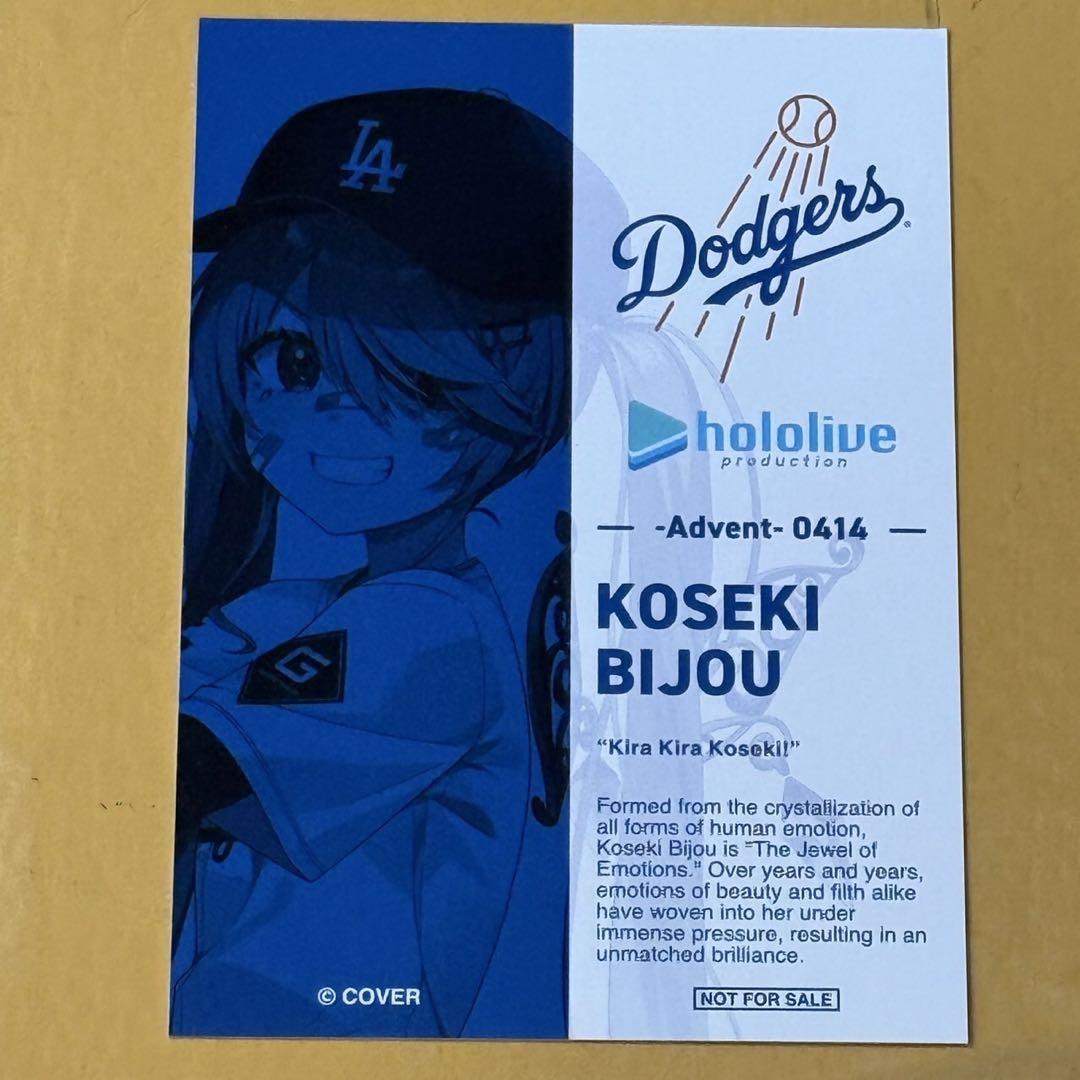 LA
Dodgers
hololive
production
-Advent- 0414
KOSEKI
BIJOU
“Kira Kira Koseki!”
Formed from the crystallization of
all forms of human emotion,
Koseki Bijou is "The Jewel of
Emotions." Over years and years,
emotions of beauty and filth alike
have woven into her under
immense pressure, resulting in an
unmatched brilliance.
G
© COVER
NOT FOR SALE